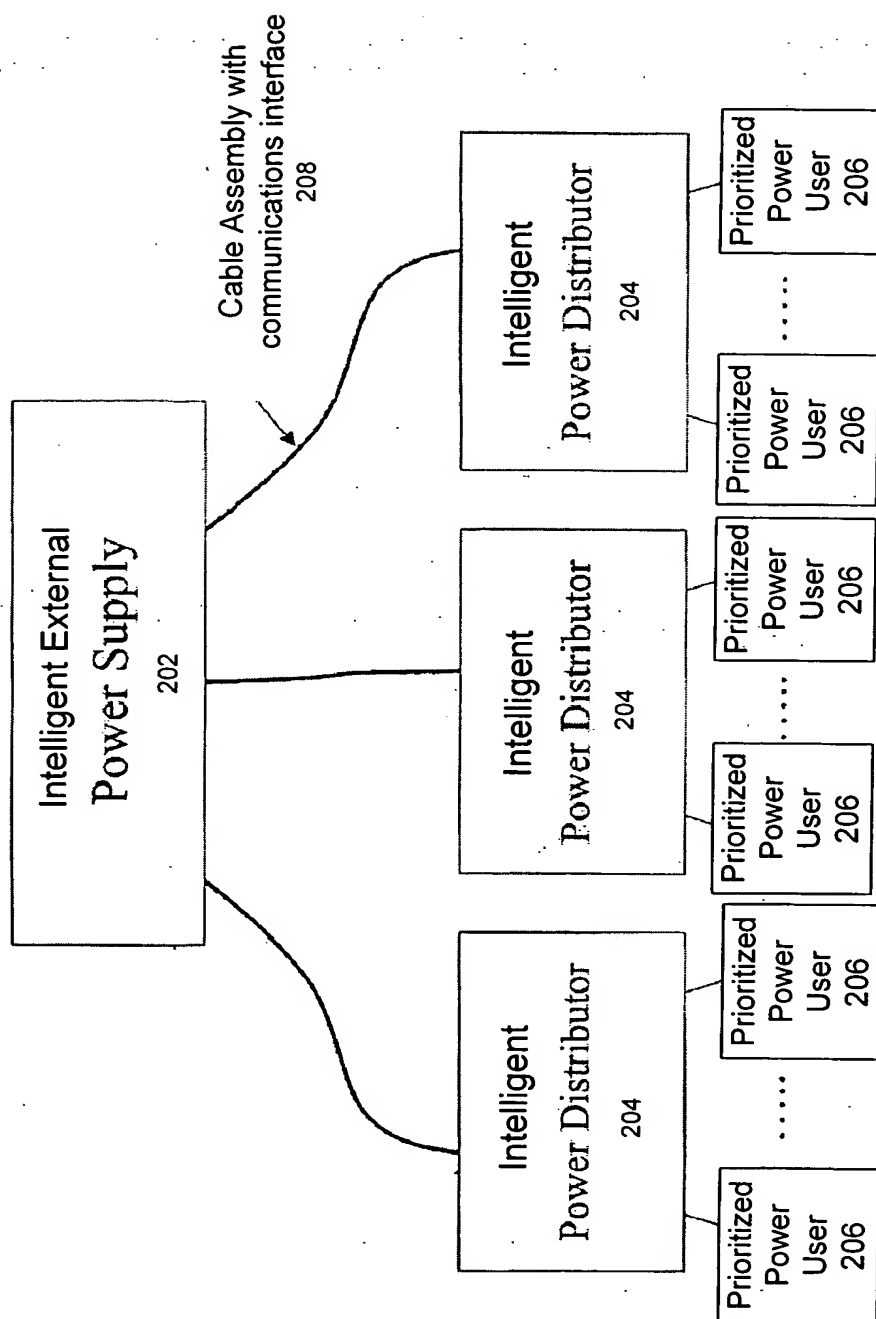 Intelligent External
Power Supply
202
Cable Assembly with
communications interface
208
Intelligent
Power Distributor
204
Intelligent
Power Distributor
204
Intelligent
Power Distributor
204
Prioritized
Power
User
206
.....
Prioritized
Power
User
206
Prioritized
Power
User
206
.....
Prioritized
Power
User
206
Prioritized
Power
User
206
.....
Prioritized
Power
User
206